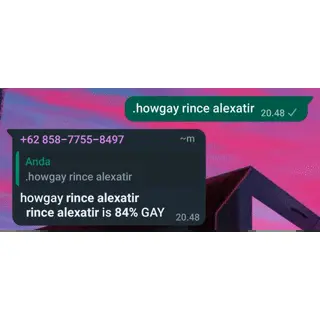 .howgay rince alexatir 20.48
+62 858-7755-8497 ~m
Anda
.howgay rince alexatir
howgay rince alexatir
rince alexatir is 84% GAY 20.48